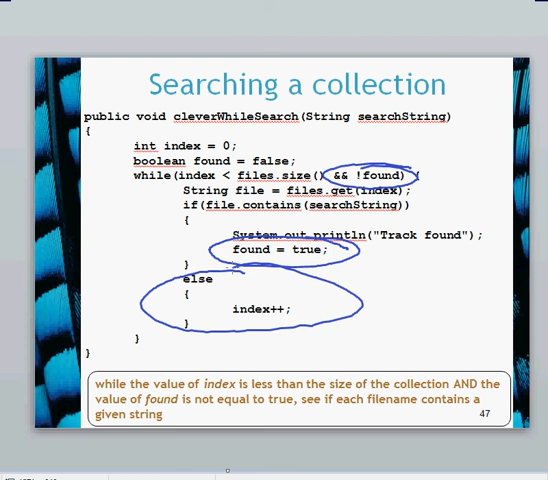 Searching a collection
public void cleverWhileSearch(String searchString)
{
int index = 0;
boolean found = false;
while(index < files.size() && !found) {
String file = files.get(index);
if(file.contains(searchString))
{
System.out.println("Track found");
found = true;
}
else
{
index++;
}
}
}
while the value of index is less than the size of the collection AND the
value of found is not equal to true, see if each filename contains a
given string
47